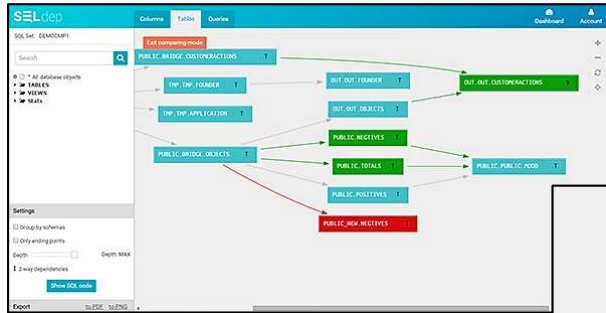 SQLdep
Columns Tables Queries
Dashboard Account
SQL Set: DEMOCMP1
Search
* All database objects
TABLES
VIEWS
Stats
Exit comparing mode
PUBLIC.BRIDGE.CUSTOMERACTIONS T
TMP.TMP.FOUNDER T
OUT.OUT.FOUNDER T
OUT.OUT.CUSTOMERACTIONS
TMP.TMP.APPLICATION T
OUT.OUT.OBJECTS T
PUBLIC.NEGTIVES T
PUBLIC.BRIDGE.OBJECTS T
PUBLIC.TOTALS T
PUBLIC.PUBLIC.MOOD T
PUBLIC.POSITIVES T
PUBLIC_NEW.NEGTIVES T
Settings
Group by schemas
Only ending points
Depth Depth: MAX
2-way dependencies
Show SQL code
Export to PDF to PNG